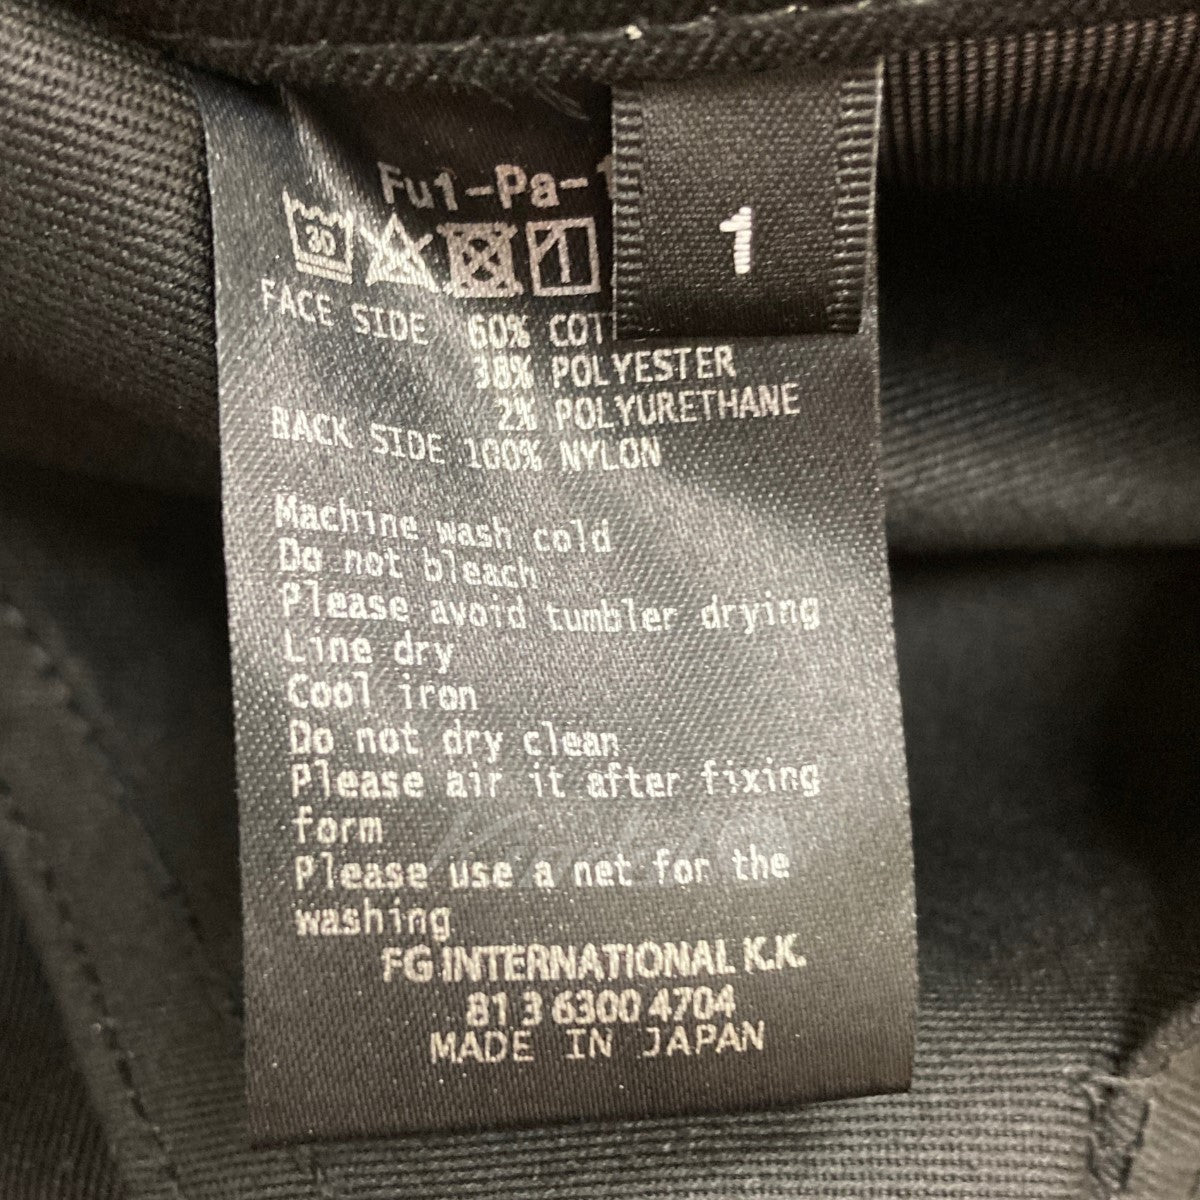 Fu1-Pa-1
1
30
FACE SIDE 60% COTT
38% POLYESTER
2% POLYURETHANE
BACK SIDE 100% NYLON
Machine wash cold
Do not bleach
Please avoid tumbler drying
Line dry
Cool iron
Do not dry clean
Please air it after fixing
form
Please use a net for the
washing
FG INTERNATIONAL K.K.
81 3 6300 4704
MADE IN JAPAN